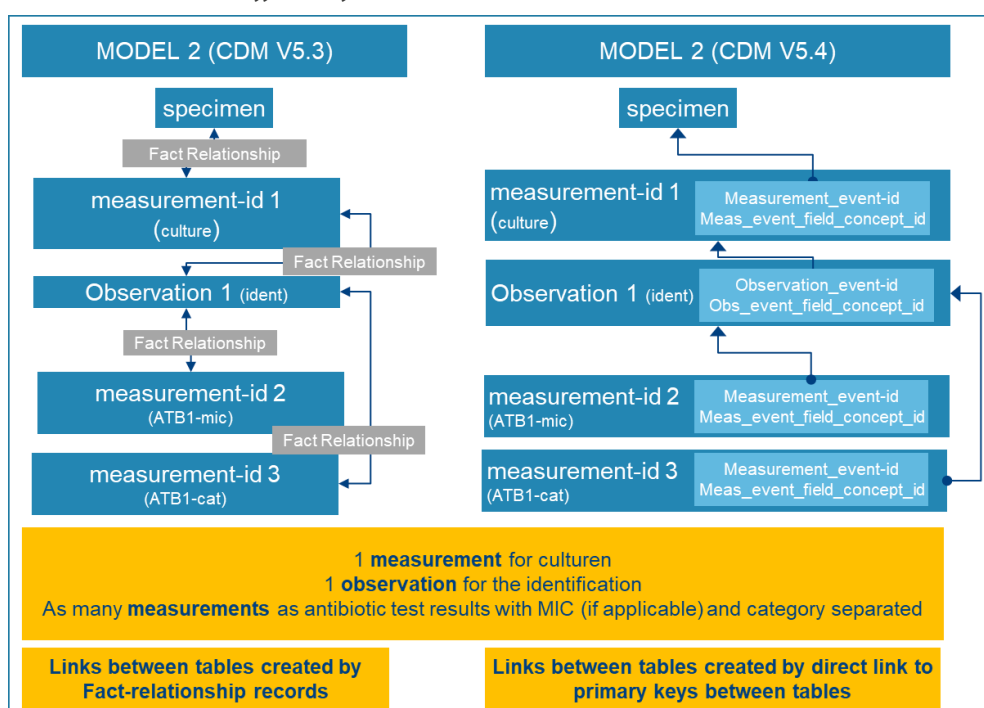 MODEL 2 (CDM V5.3)
specimen
Fact Relationship
measurement-id 1
(culture)
Fact Relationship
Observation 1 (ident)
Fact Relationship
measurement-id 2
(ATB1-mic)
Fact Relationship
measurement-id 3
(ATB1-cat)
MODEL 2 (CDM V5.4)
specimen
measurement-id 1
(culture)
Measurement_event-id
Meas_event_field_concept_id
Observation 1 (ident)
Observation_event-id
Obs_event_field_concept_id
measurement-id 2
(ATB1-mic)
Measurement_event-id
Meas_event_field_concept_id
measurement-id 3
(ATB1-cat)
Measurement_event-id
Meas_event_field_concept_id
1 measurement for culturen
1 observation for the identification
As many measurements as antibiotic test results with MIC (if applicable) and category separated
Links between tables created by
Fact-relationship records
Links between tables created by direct link to
primary keys between tables